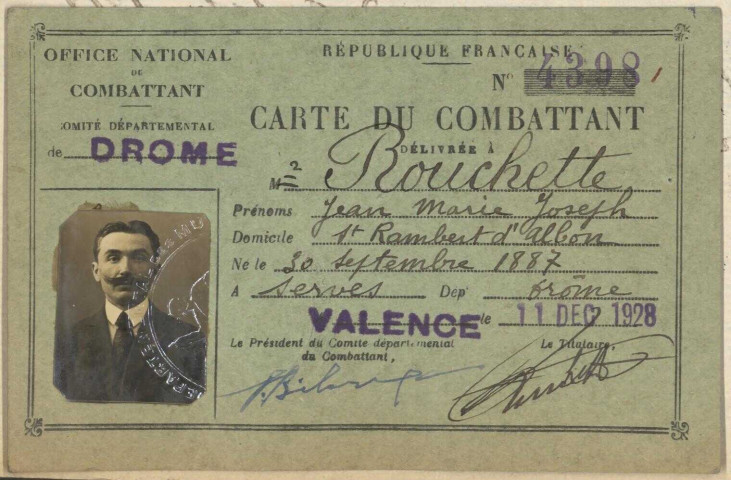 OFFICE NATIONAL
DU
COMBATTANT
COMITÉ DÉPARTEMENTAL
de DROME
RÉPUBLIQUE FRANÇAISE
N° 4398
CARTE DU COMBATTANT
DÉLIVRÉE À
M Rouchette
Prénoms Jean Marie Joseph
Domicile St Rambert d'Albon
Né le 30 septembre 1887
A Serves Dep' Drôme
VALENCE le 11 DEC 1928
Le Président du Comité départemental
du Combattant,
Le Titulaire,